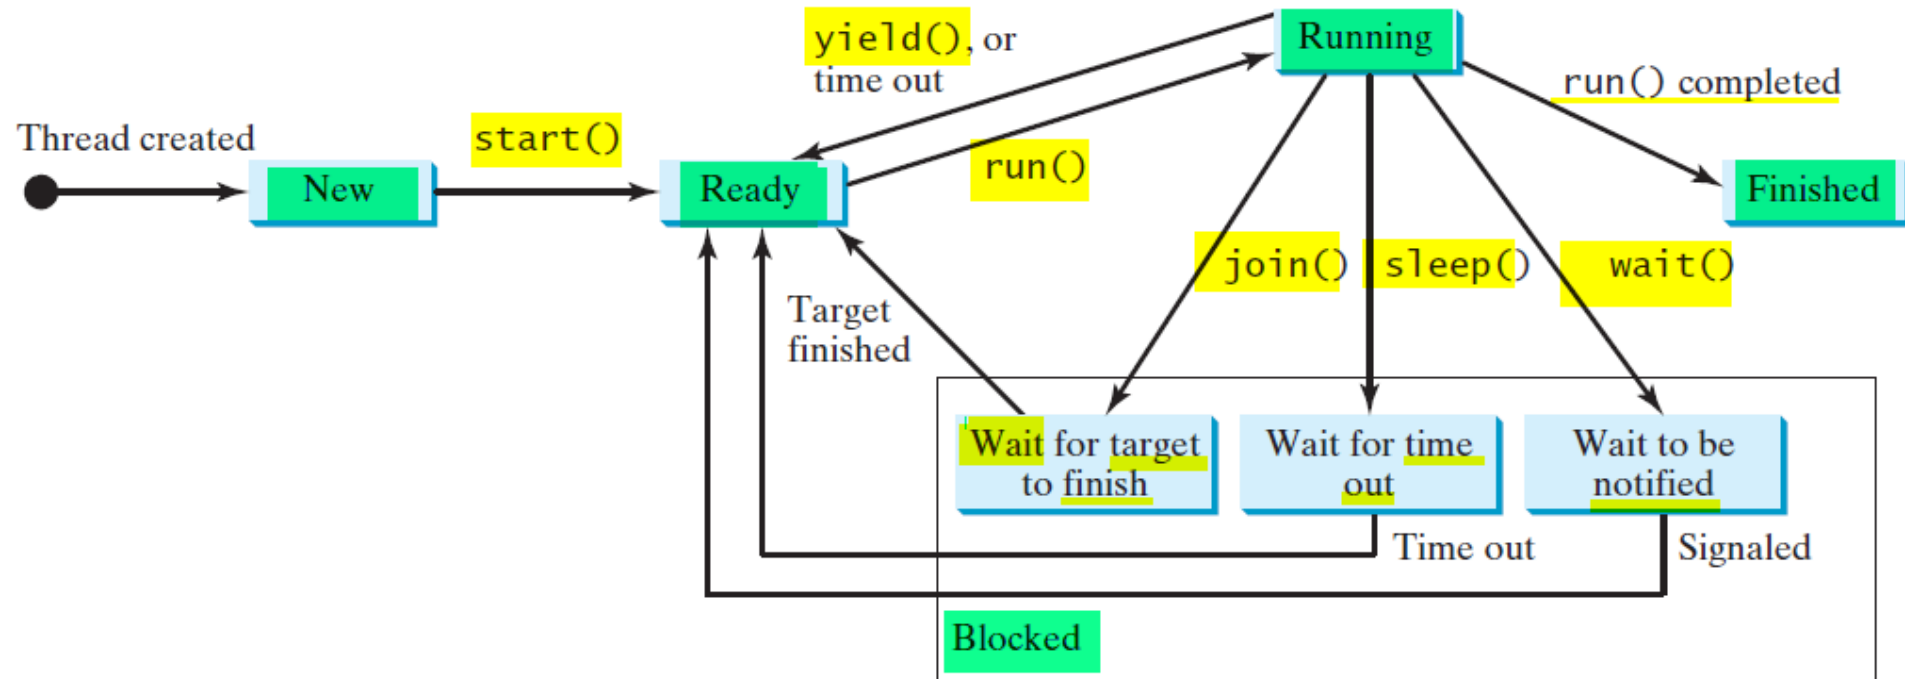 yield(), or
time out
Running
run() completed
Thread created
start()
New
Ready
run()
Finished
join()
sleep()
wait()
Target
finished
Wait for target
to finish
Wait for time
out
Wait to be
notified
Time out
Signaled
Blocked